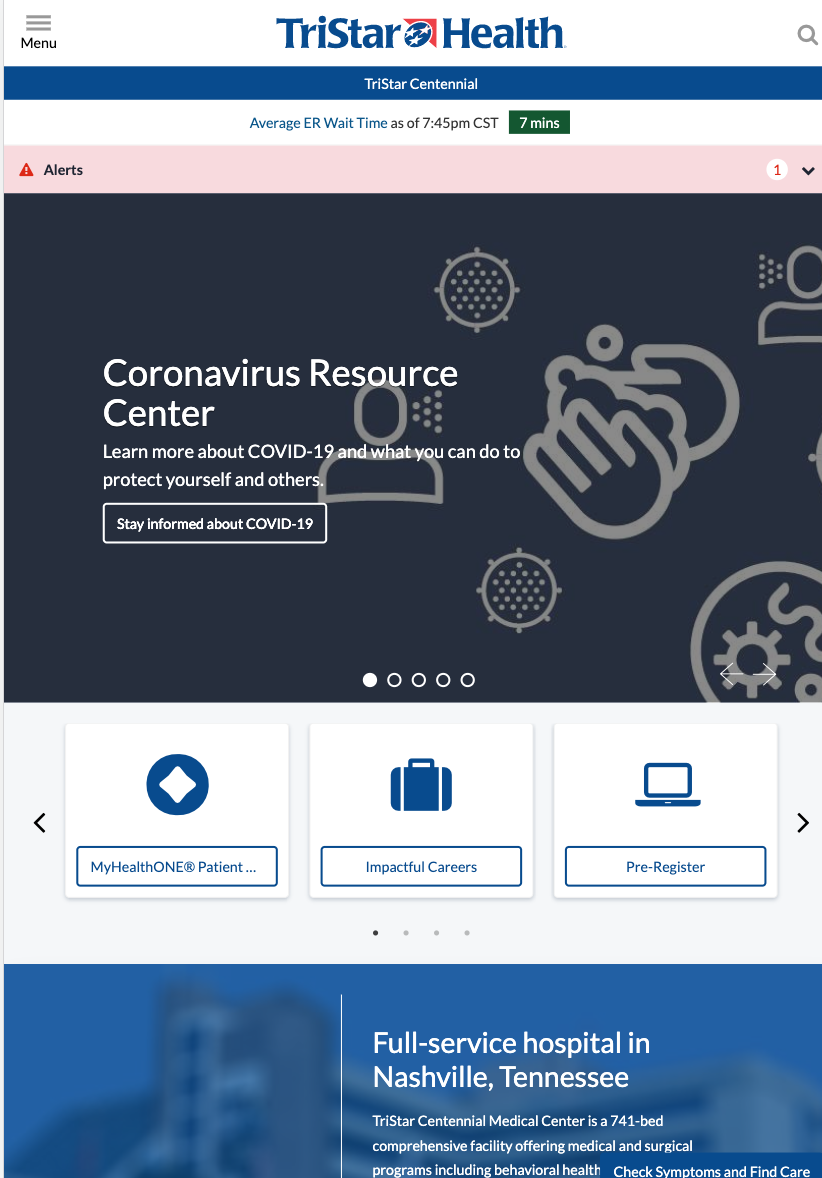 Menu
TriStar Health
TriStar Centennial
Average ER Wait Time as of 7:45pm CST 7 mins
Alerts 1
Coronavirus Resource
Center
Learn more about COVID-19 and what you can do to
protect yourself and others.
Stay informed about COVID-19
MyHealthONE® Patient ...
Impactful Careers
Pre-Register
Full-service hospital in
Nashville, Tennessee
TriStar Centennial Medical Center is a 741-bed
comprehensive facility offering medical and surgical
programs including behavioral health
Check Symptoms and Find Care